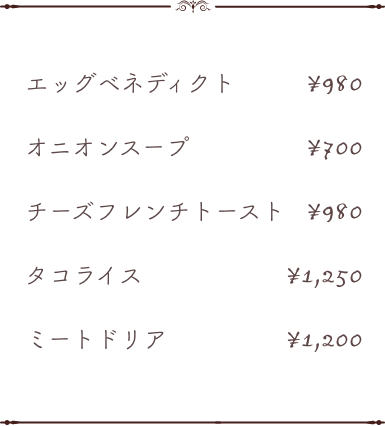 エッグベネディクト ¥980
オニオンスープ ¥700
チーズフレンチトースト ¥980
タコライス ¥1,250
ミートドリア ¥1,200